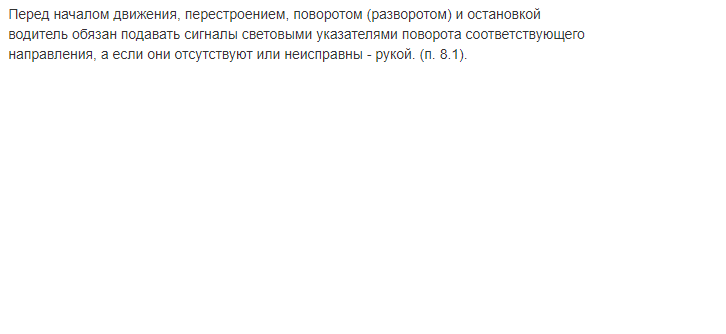 Перед началом движения, перестроением, поворотом (разворотом) и остановкой
водитель обязан подавать сигналы световыми указателями поворота соответствующего
направления, а если они отсутствуют или неисправны - рукой. (п. 8.1).